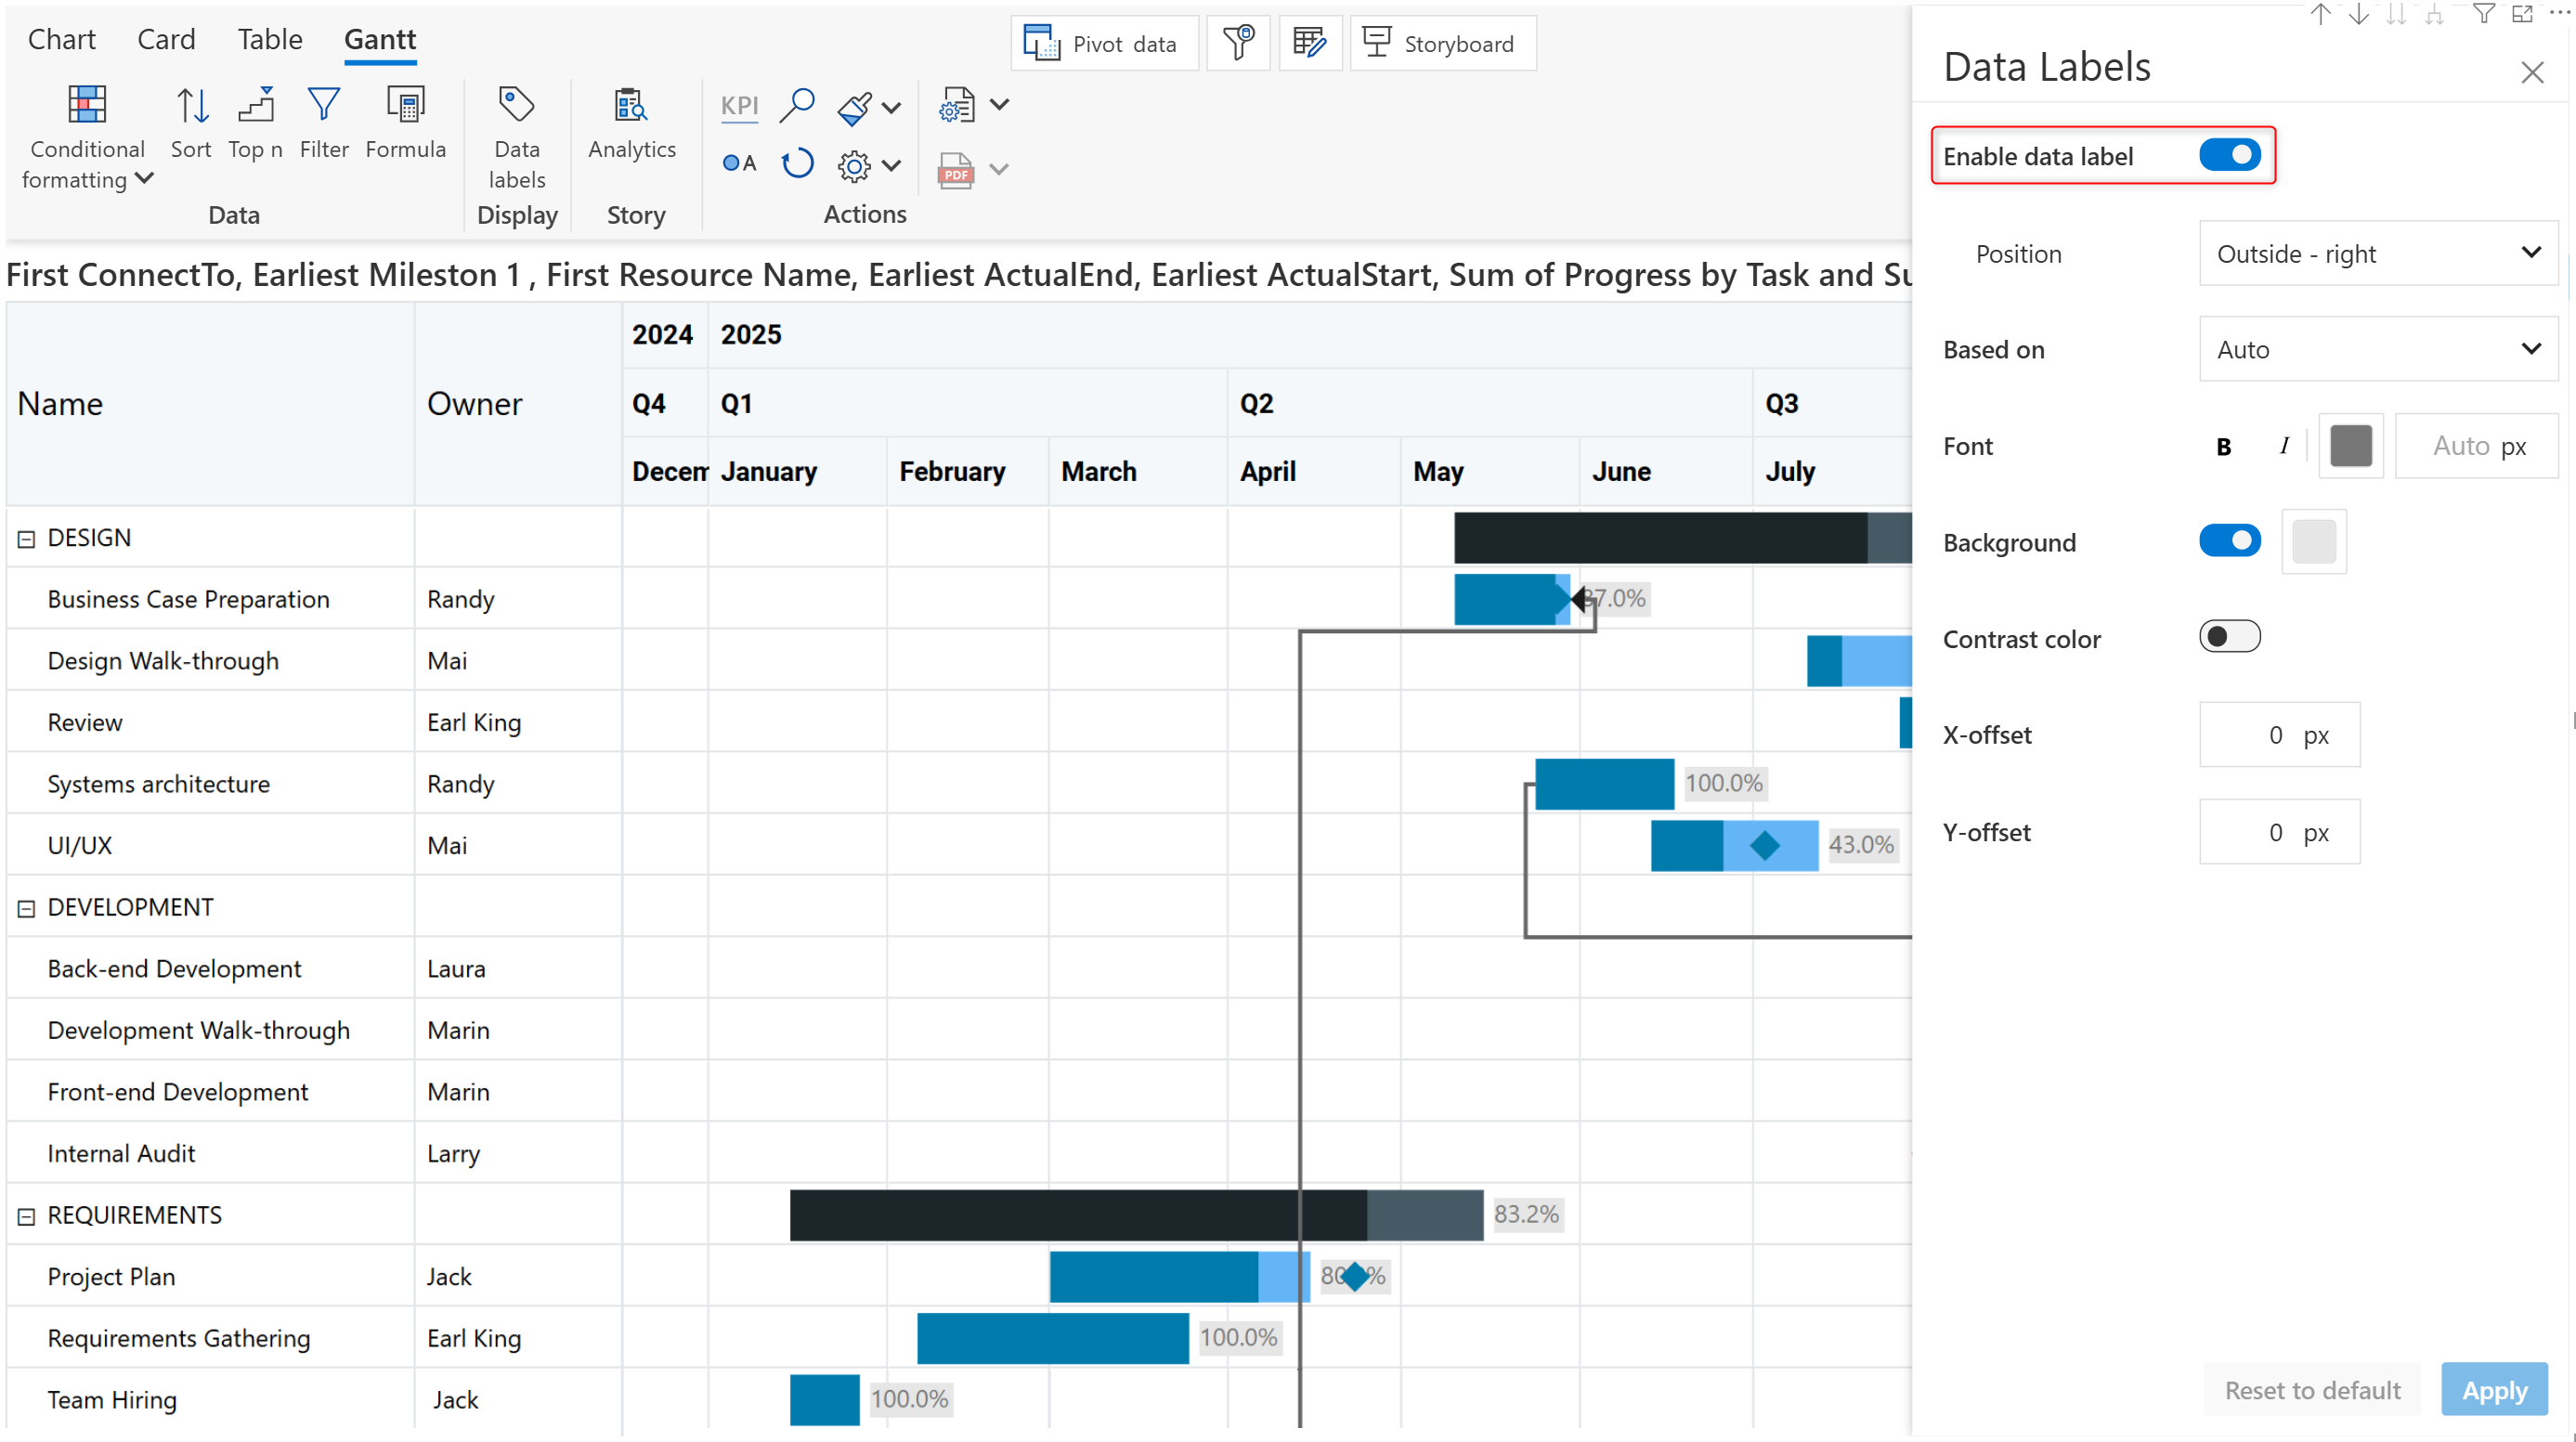 Chart Card Table Gantt
Pivot data
Storyboard
Conditional formatting
Sort
Top n
Filter
Formula
Data labels
Analytics
KPI
A
PDF
Data
Display
Story
Actions
First ConnectTo, Earliest Mileston 1 , First Resource Name, Earliest ActualEnd, Earliest ActualStart, Sum of Progress by Task and Su
Name Owner
2024 2025
Q4 Q1 Q2 Q3
Decem January February March April May June July
DESIGN
Business Case Preparation Randy 87.0%
Design Walk-through Mai
Review Earl King
Systems architecture Randy 100.0%
UI/UX Mai 43.0%
DEVELOPMENT
Back-end Development Laura
Development Walk-through Marin
Front-end Development Marin
Internal Audit Larry
REQUIREMENTS 83.2%
Project Plan Jack
Requirements Gathering Earl King 100.0%
Team Hiring Jack 100.0%
Data Labels
Enable data label
Position Outside - right
Based on Auto
Font B I Auto px
Background
Contrast color
X-offset 0 px
Y-offset 0 px
Reset to default Apply